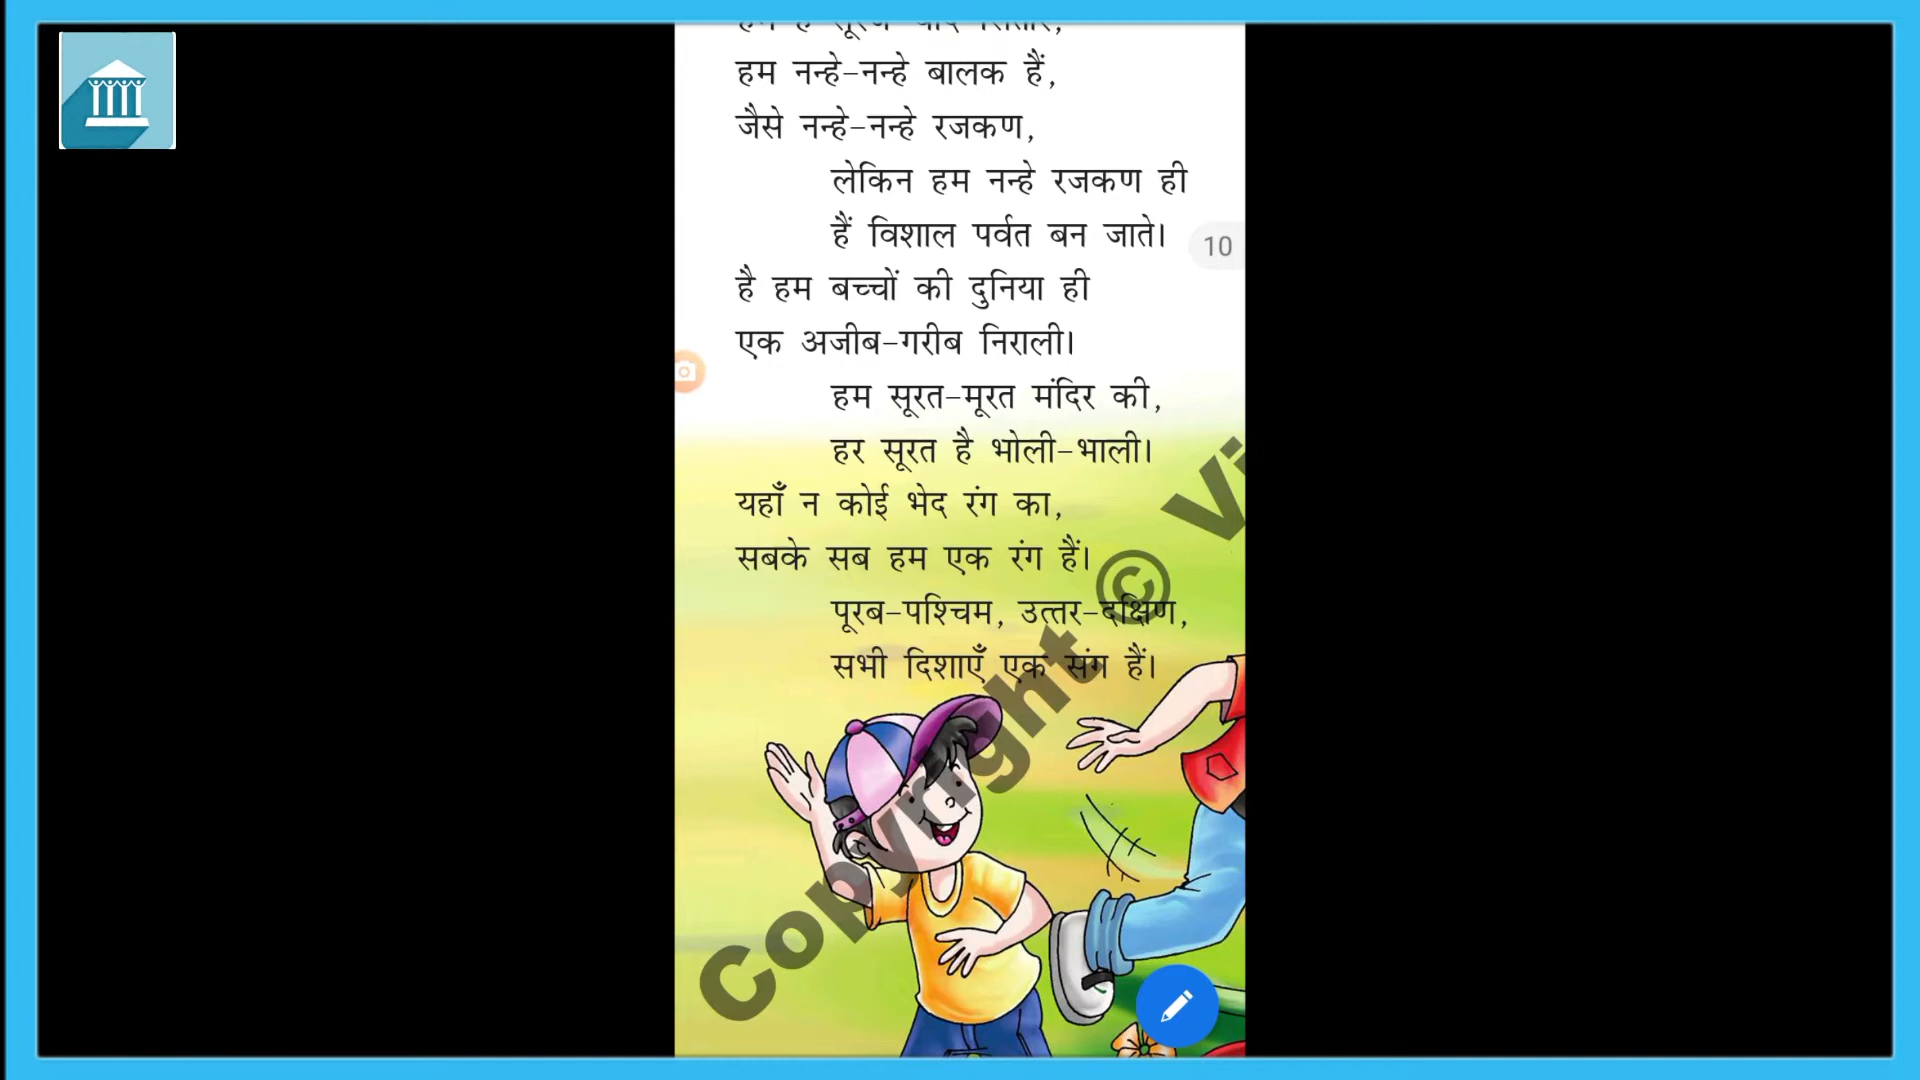 हम नन्हे-नन्हे बालक हैं,
जैसे नन्हे-नन्हे रजकण,
लेकिन हम नन्हे रजकण ही
हैं विशाल पर्वत बन जाते।
10
है हम बच्चों की दुनिया ही
एक अजीब-गरीब निराली।
हम सूरत-मूरत मंदिर की,
हर सूरत है भोली-भाली।
यहाँ न कोई भेद रंग का,
सबके सब हम एक रंग हैं।
पूरब-पश्चिम, उत्तर-दक्षिण,
सभी दिशाएँ एक संग हैं।
Copyright © Vi